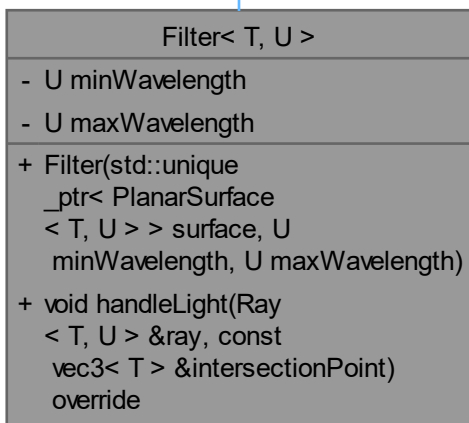 Filter< T, U >
- U minWavelength
- U maxWavelength
+ Filter(std::unique
_ptr< PlanarSurface
< T, U > > surface, U
minWavelength, U maxWavelength)
+ void handleLight(Ray
< T, U > &ray, const
vec3< T > &intersectionPoint)
override